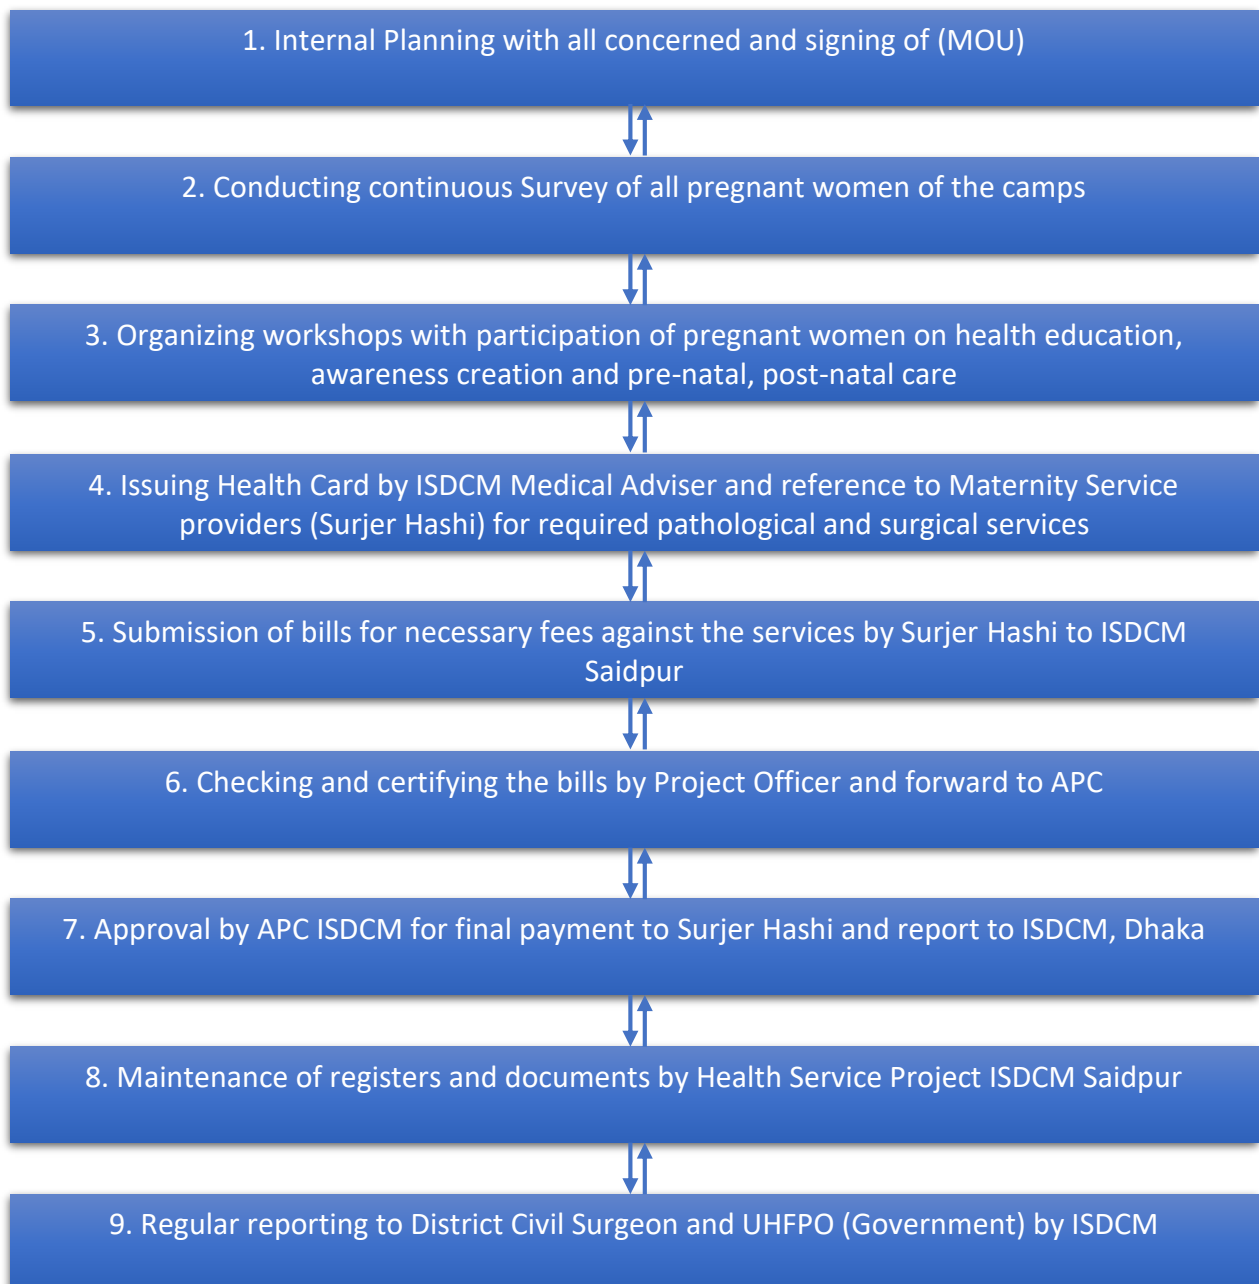 1. Internal Planning with all concerned and signing of (MOU)
2. Conducting continuous Survey of all pregnant women of the camps
3. Organizing workshops with participation of pregnant women on health education,
awareness creation and pre-natal, post-natal care
4. Issuing Health Card by ISDCM Medical Adviser and reference to Maternity Service
providers (Surjer Hashi) for required pathological and surgical services
5. Submission of bills for necessary fees against the services by Surjer Hashi to ISDCM
Saidpur
6. Checking and certifying the bills by Project Officer and forward to APC
7. Approval by APC ISDCM for final payment to Surjer Hashi and report to ISDCM, Dhaka
8. Maintenance of registers and documents by Health Service Project ISDCM Saidpur
9. Regular reporting to District Civil Surgeon and UHFPO (Government) by ISDCM